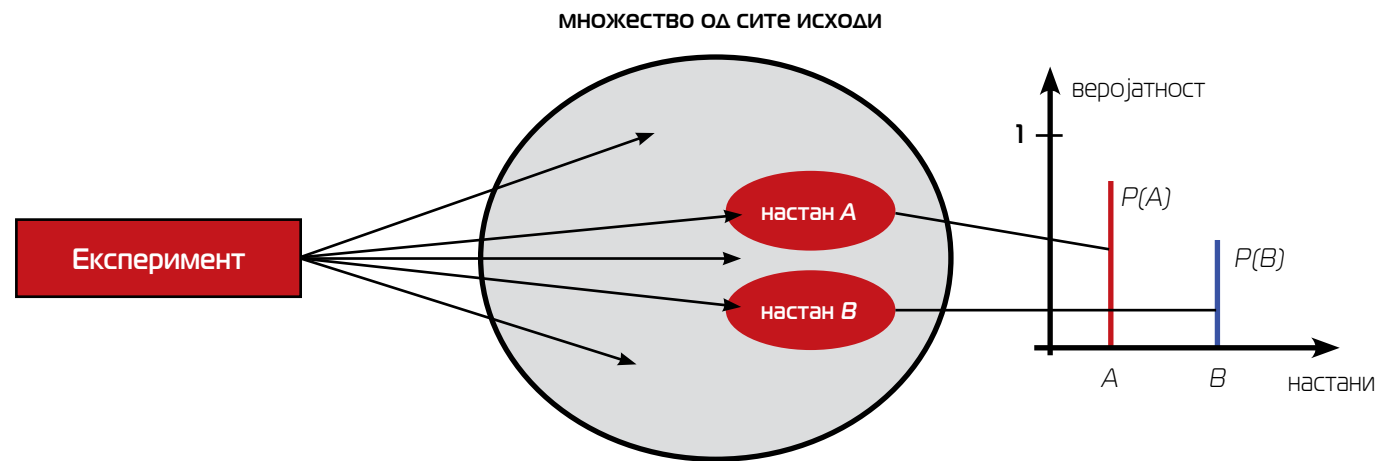 множество од сите исходи
веројатност
1
P(A)
настан A
Експеримент
P(B)
настан B
A
B
настани